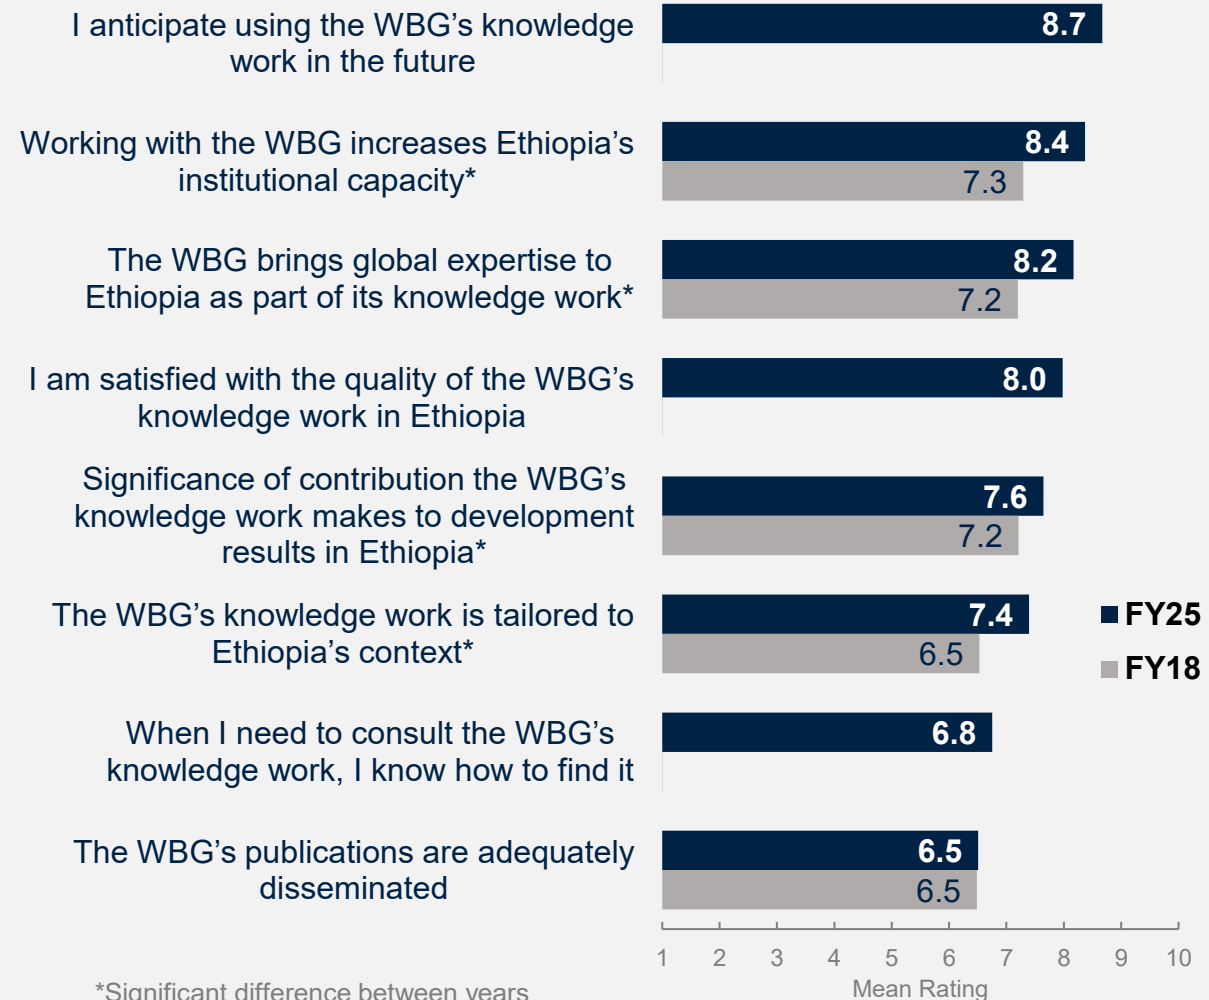 I anticipate using the WBG’s knowledge
work in the future
8.7
Working with the WBG increases Ethiopia’s
institutional capacity*
8.4
7.3
The WBG brings global expertise to
Ethiopia as part of its knowledge work*
8.2
7.2
I am satisfied with the quality of the WBG’s
knowledge work in Ethiopia
8.0
Significance of contribution the WBG’s
knowledge work makes to development
results in Ethiopia*
7.6
7.2
The WBG’s knowledge work is tailored to
Ethiopia’s context*
7.4
6.5
FY25
FY18
When I need to consult the WBG’s
knowledge work, I know how to find it
6.8
The WBG’s publications are adequately
disseminated
6.5
6.5
1 2 3 4 5 6 7 8 9 10
Mean Rating
*Significant difference between years